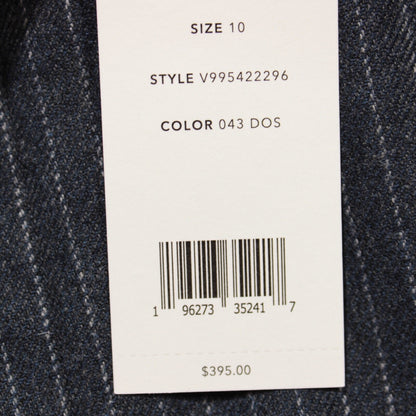 SIZE 10
STYLE V995422296
COLOR 043 DOS
1 96273 35241 7
$395.00